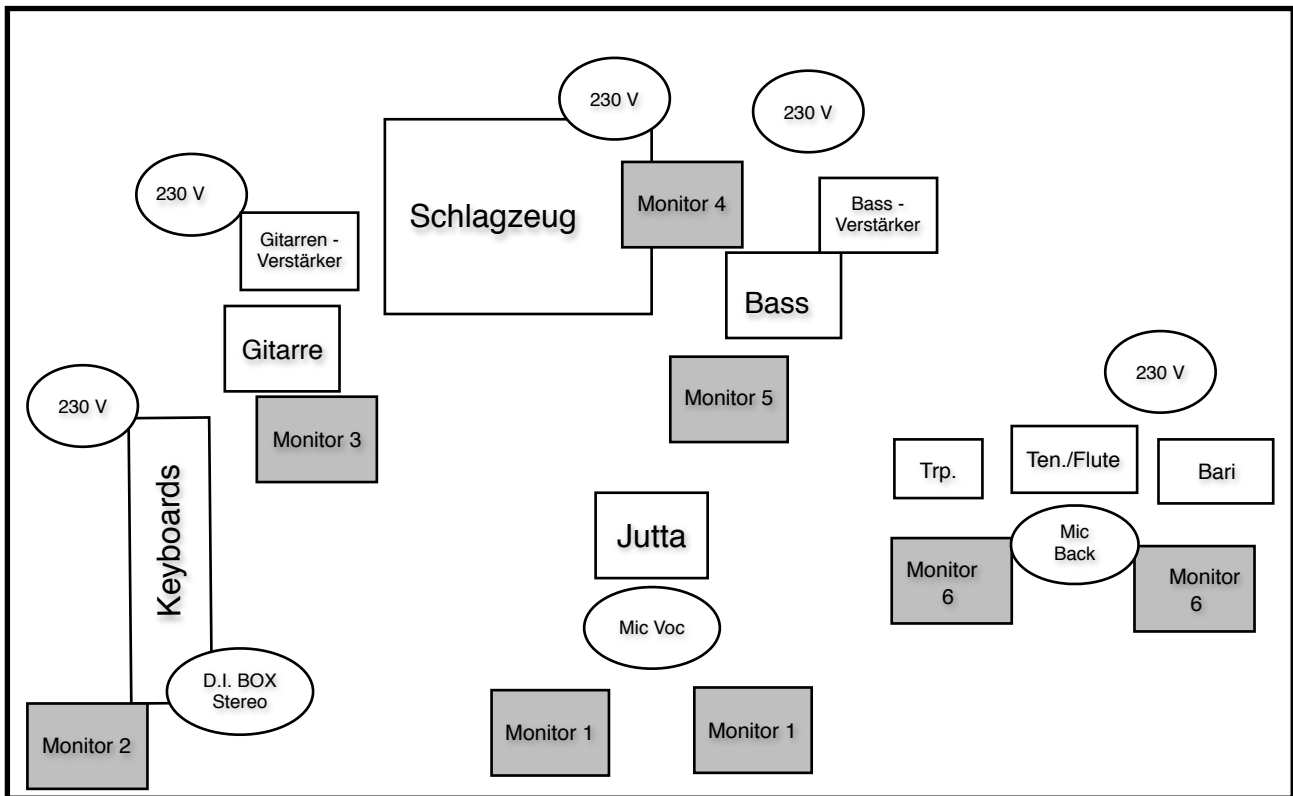 230 V
230 V
230 V
Schlagzeug
Monitor 4
Bass -
Verstärker
Gitarren -
Verstärker
Bass
Gitarre
230 V
230 V
Monitor 5
Monitor 3
Keyboards
Trp.
Ten./Flute
Bari
Jutta
Mic
Back
Monitor
6
Monitor
6
Mic Voc
D.I. BOX
Stereo
Monitor 2
Monitor 1
Monitor 1